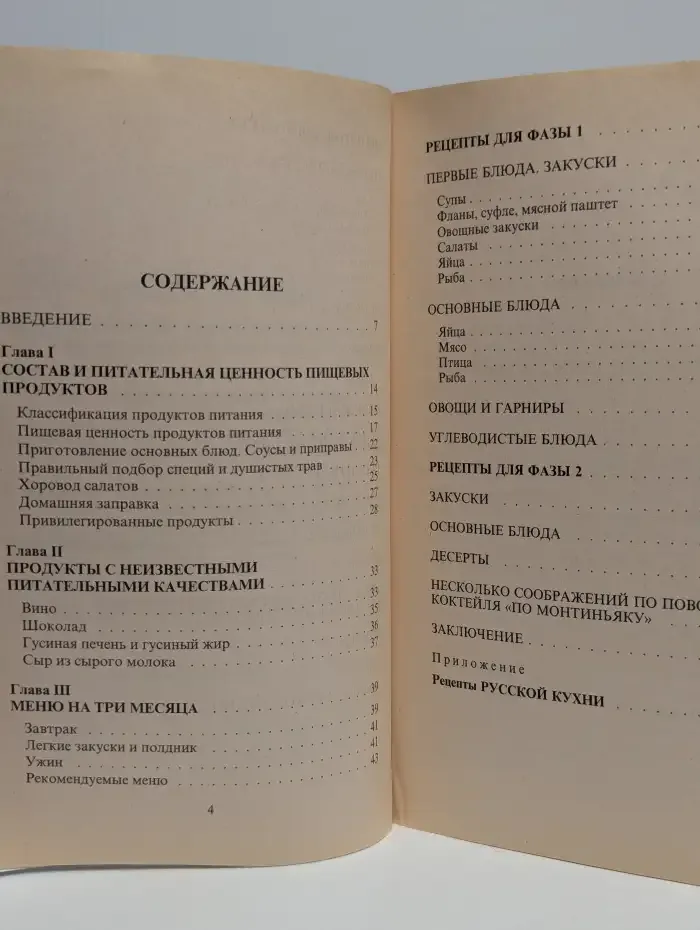 СОДЕРЖАНИЕ
ВВЕДЕНИЕ . . . . . . . . . . . . . . 7
Глава I
СОСТАВ И ПИТАТЕЛЬНАЯ ЦЕННОСТЬ ПИЩЕВЫХ
ПРОДУКТОВ . . . . . . . . . . . . . . 14
Классификация продуктов питания . . . . . . . 15
Пищевая ценность продуктов питания . . . . . . 17
Приготовление основных блюд. Соусы и приправы . . 22
Правильный подбор специй и душистых трав . . . . 23
Хоровод салатов . . . . . . . . . . . . 25
Домашняя заправка . . . . . . . . . . . 27
Привилегированные продукты . . . . . . . . 28
Глава II
ПРОДУКТЫ С НЕИЗВЕСТНЫМИ
ПИТАТЕЛЬНЫМИ КАЧЕСТВАМИ . . . . . . . 33
Вино . . . . . . . . . . . . . . . . 33
Шоколад . . . . . . . . . . . . . . . 35
Гусиная печень и гусиный жир . . . . . . . . 36
Сыр из сырого молока . . . . . . . . . . 37
Глава III
МЕНЮ НА ТРИ МЕСЯЦА . . . . . . . . . . 39
Завтрак . . . . . . . . . . . . . . . 39
Легкие закуски и полдник . . . . . . . . . 41
Ужин . . . . . . . . . . . . . . . . 41
Рекомендуемые меню . . . . . . . . . . . 43
4
РЕЦЕПТЫ ДЛЯ ФАЗЫ 1 . . . . . .
ПЕРВЫЕ БЛЮДА. ЗАКУСКИ . . . . .
Супы . . . . . . . . . . . .
Фланы, суфле, мясной паштет . . . .
Овощные закуски . . . . . . . .
Салаты . . . . . . . . . . .
Яйца . . . . . . . . . . . .
Рыба . . . . . . . . . . . .
ОСНОВНЫЕ БЛЮДА . . . . . . .
Яйца . . . . . . . . . . . .
Мясо . . . . . . . . . . . .
Птица . . . . . . . . . . . .
Рыба . . . . . . . . . . . .
ОВОЩИ И ГАРНИРЫ . . . . . . .
УГЛЕВОДИСТЫЕ БЛЮДА . . . . . .
РЕЦЕПТЫ ДЛЯ ФАЗЫ 2 . . . . . .
ЗАКУСКИ . . . . . . . . . . .
ОСНОВНЫЕ БЛЮДА . . . . . . .
ДЕСЕРТЫ . . . . . . . . . . .
НЕСКОЛЬКО СООБРАЖЕНИЙ ПО ПОВО
КОКТЕЙЛЯ «ПО МОНТИНЬЯКУ» . . .
ЗАКЛЮЧЕНИЕ . . . . . . . . .
Приложение
Рецепты РУССКОЙ КУХНИ . . . . .